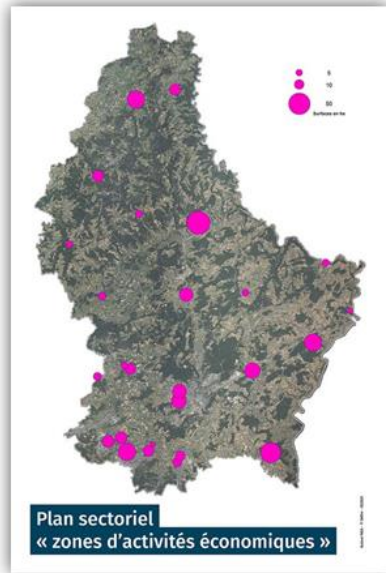 5
10
50
Surfaces en ha
Plan sectoriel
« zones d'activités économiques »